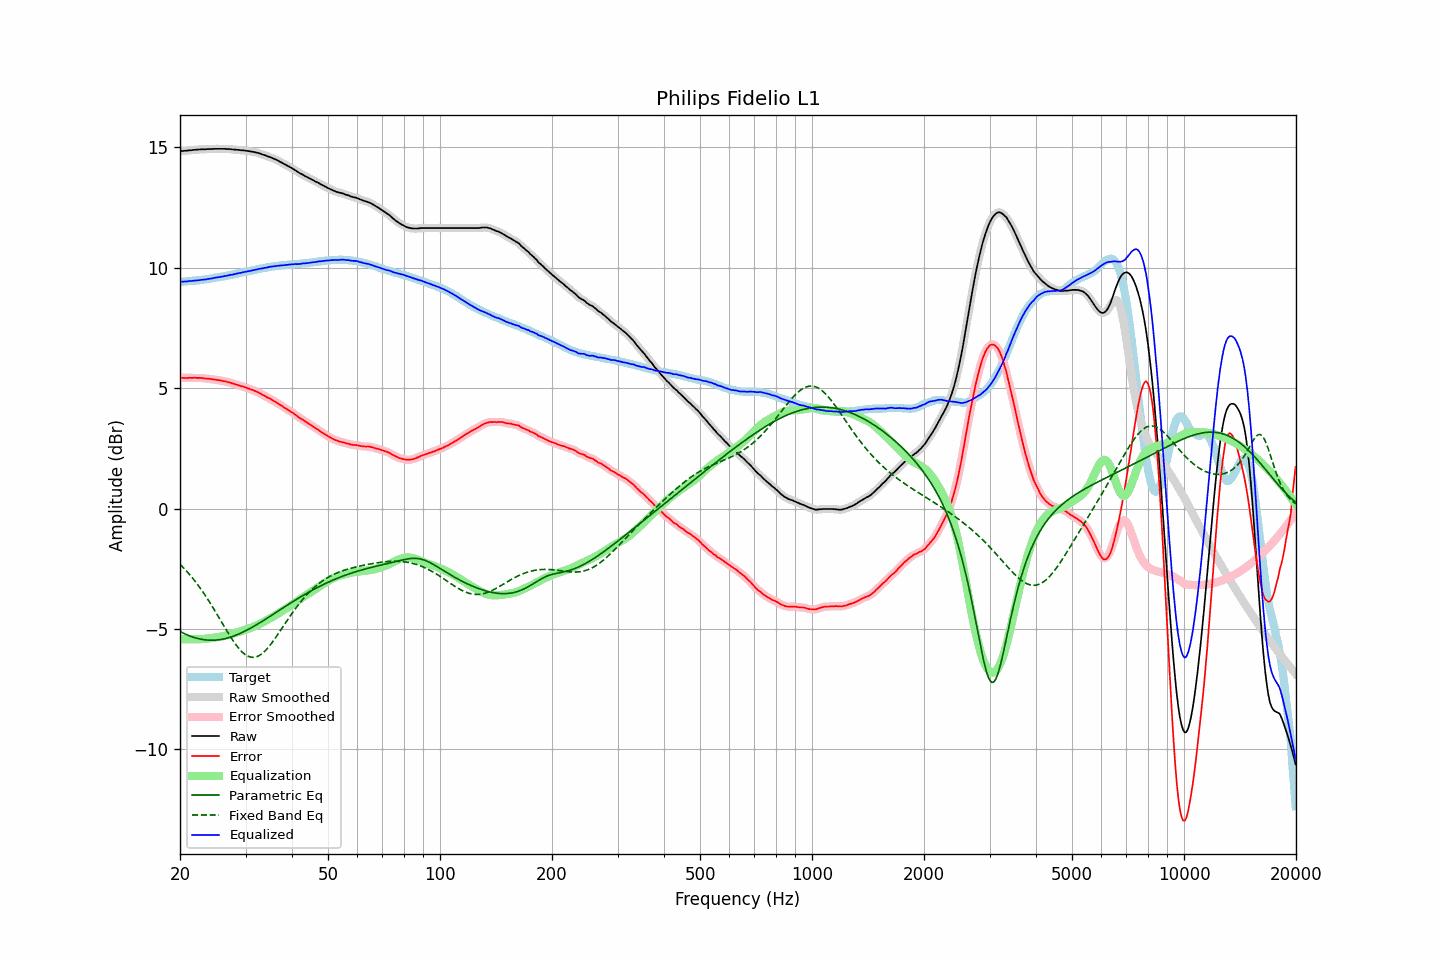 Philips Fidelio L1
Amplitude (dBr)
15
10
5
0
−5
−10
Target
Raw Smoothed
Error Smoothed
Raw
Error
Equalization
Parametric Eq
Fixed Band Eq
Equalized
20 50 100 200 500 1000 2000 5000 10000 20000
Frequency (Hz)